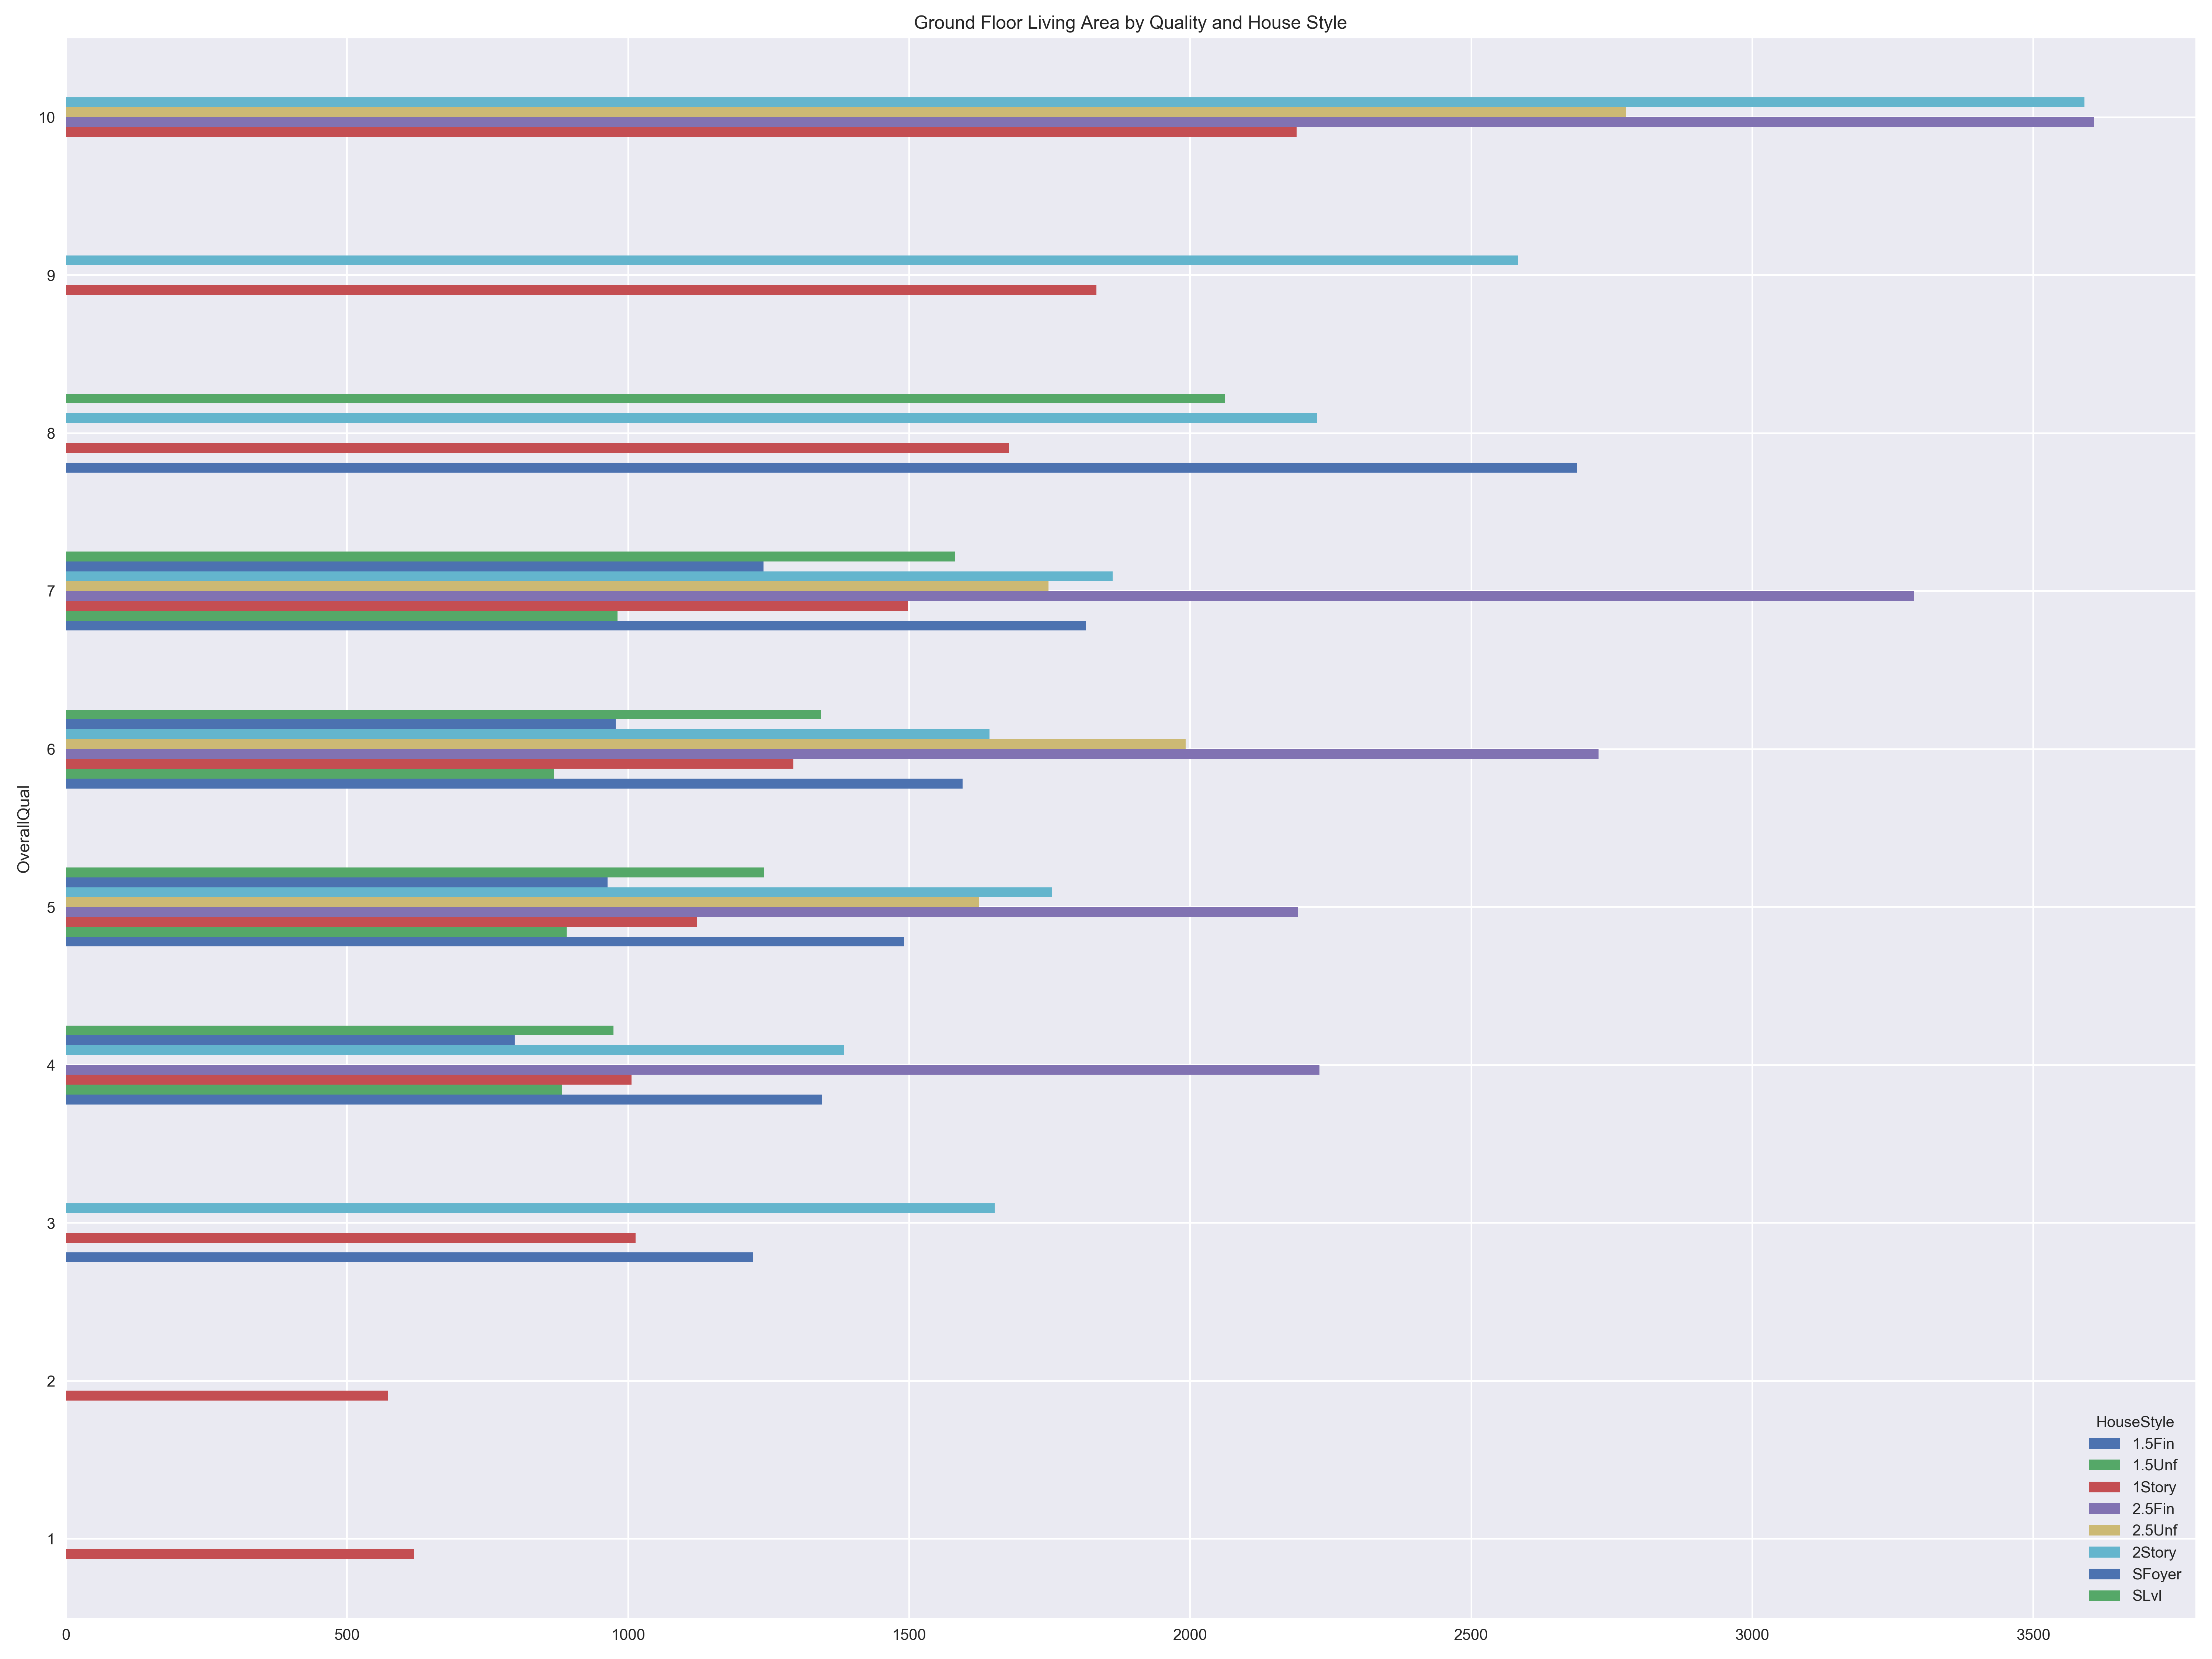 Ground Floor Living Area by Quality and House Style
10
9
8
7
6
5
4
3
2
1
OverallQual
HouseStyle
1.5Fin
1.5Unf
1Story
2.5Fin
2.5Unf
2Story
SFoyer
SLvl
0 500 1000 1500 2000 2500 3000 3500